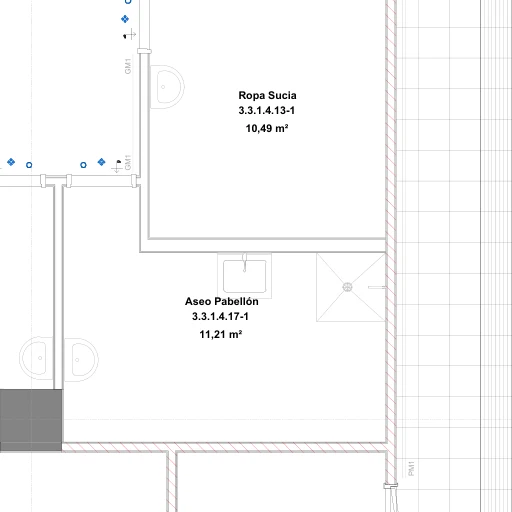 GM1
Ropa Sucia
3.3.1.4.13-1
10,49 m²
GM1
Aseo Pabellón
3.3.1.4.17-1
11,21 m²
PM1